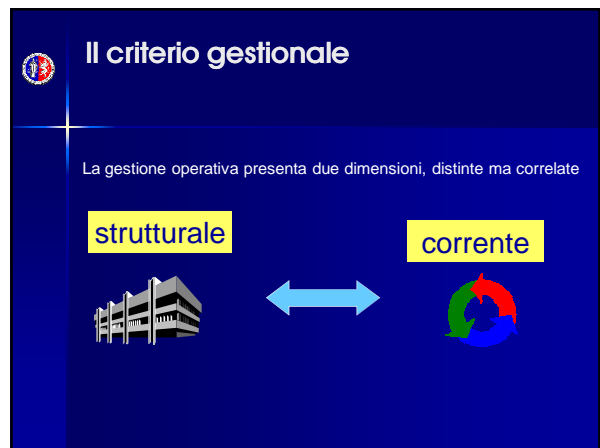 Il criterio gestionale
La gestione operativa presenta due dimensioni, distinte ma correlate
strutturale
corrente